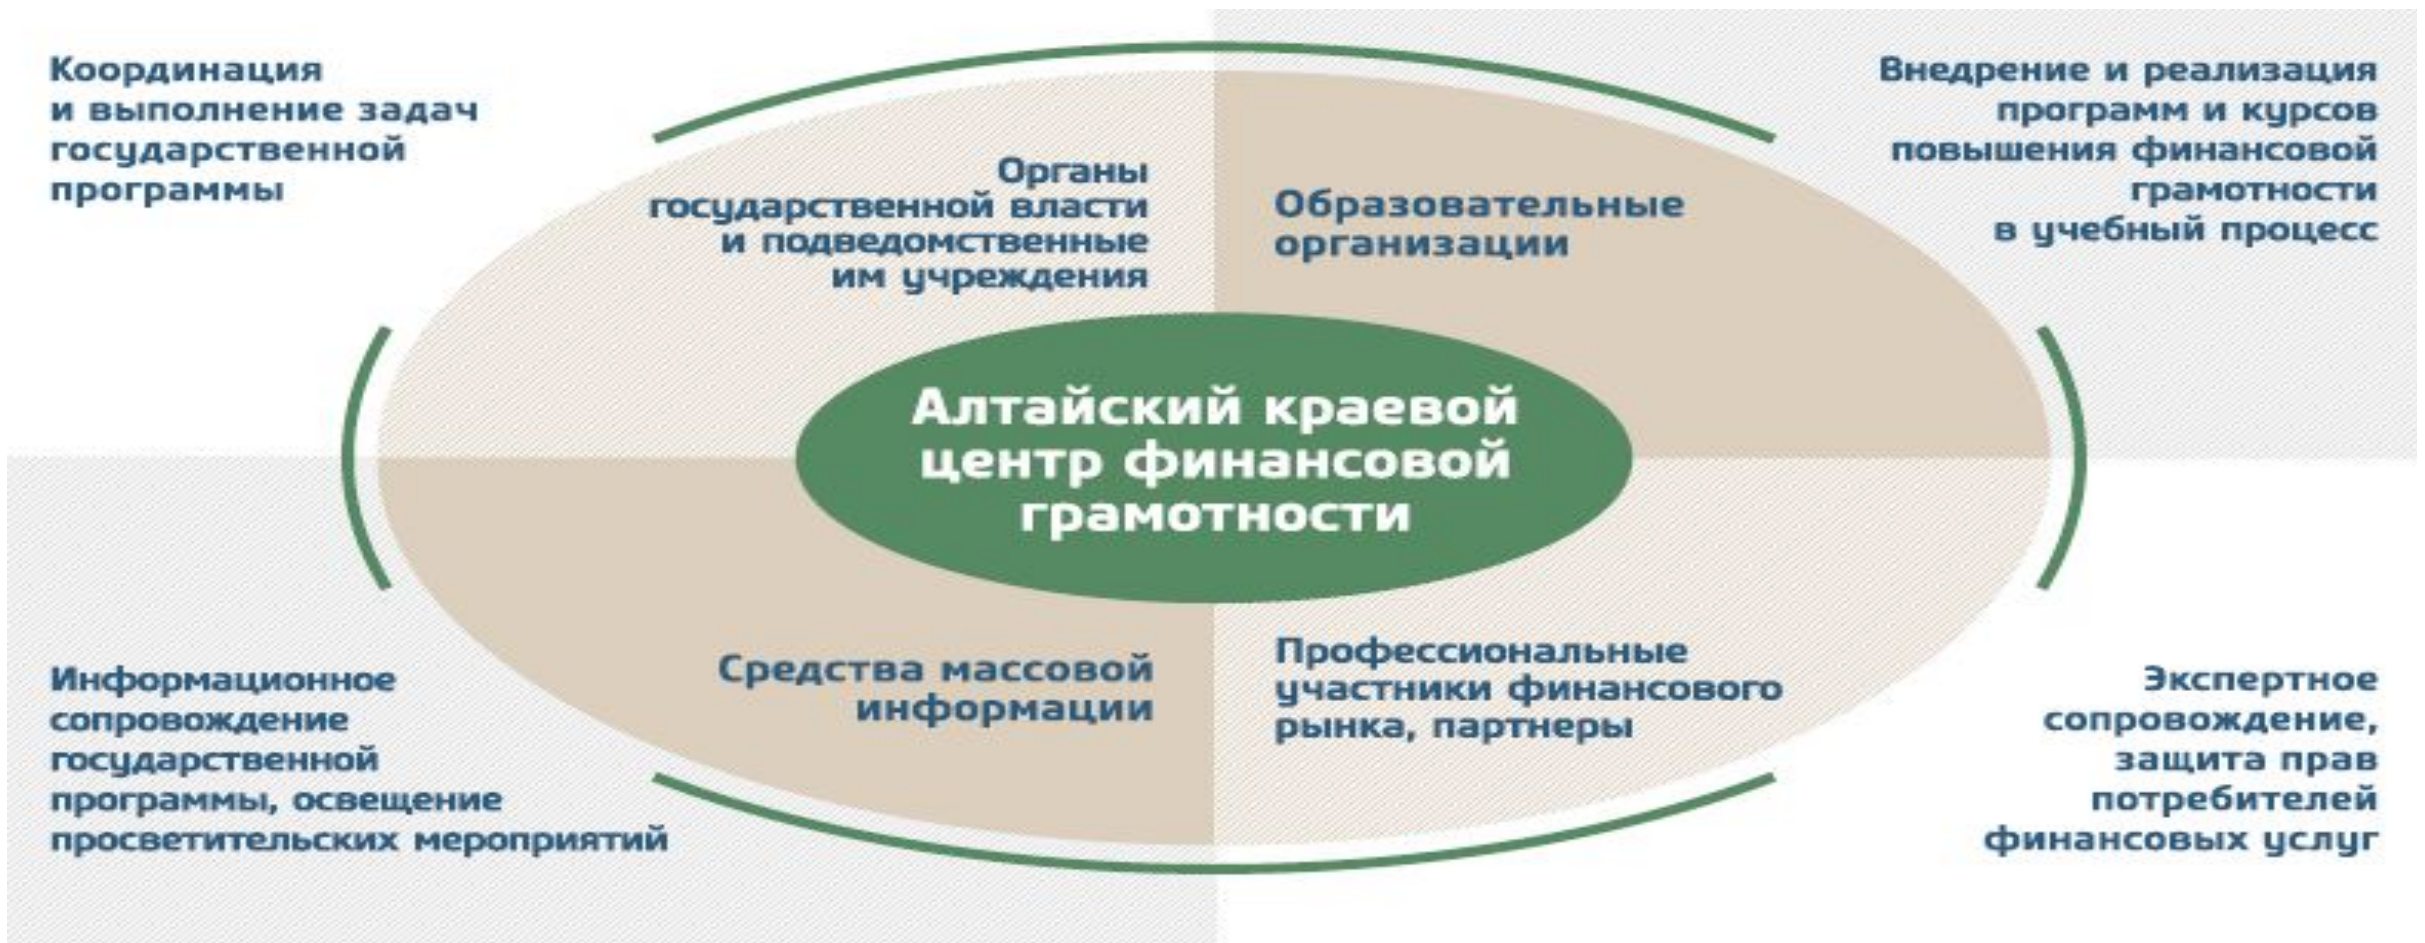 Координация
и выполнение задач
государственной
программы
Органы
государственной власти
и подведомственные
им учреждения
Образовательные
организации
Внедрение и реализация
программ и курсов
повышения финансовой
грамотности
в учебный процесс
Алтайский краевой
центр финансовой
грамотности
Информационное
сопровождение
государственной
программы, освещение
просветительских мероприятий
Средства массовой
информации
Профессиональные
участники финансового
рынка, партнеры
Экспертное
сопровождение,
защита прав
потребителей
финансовых услуг